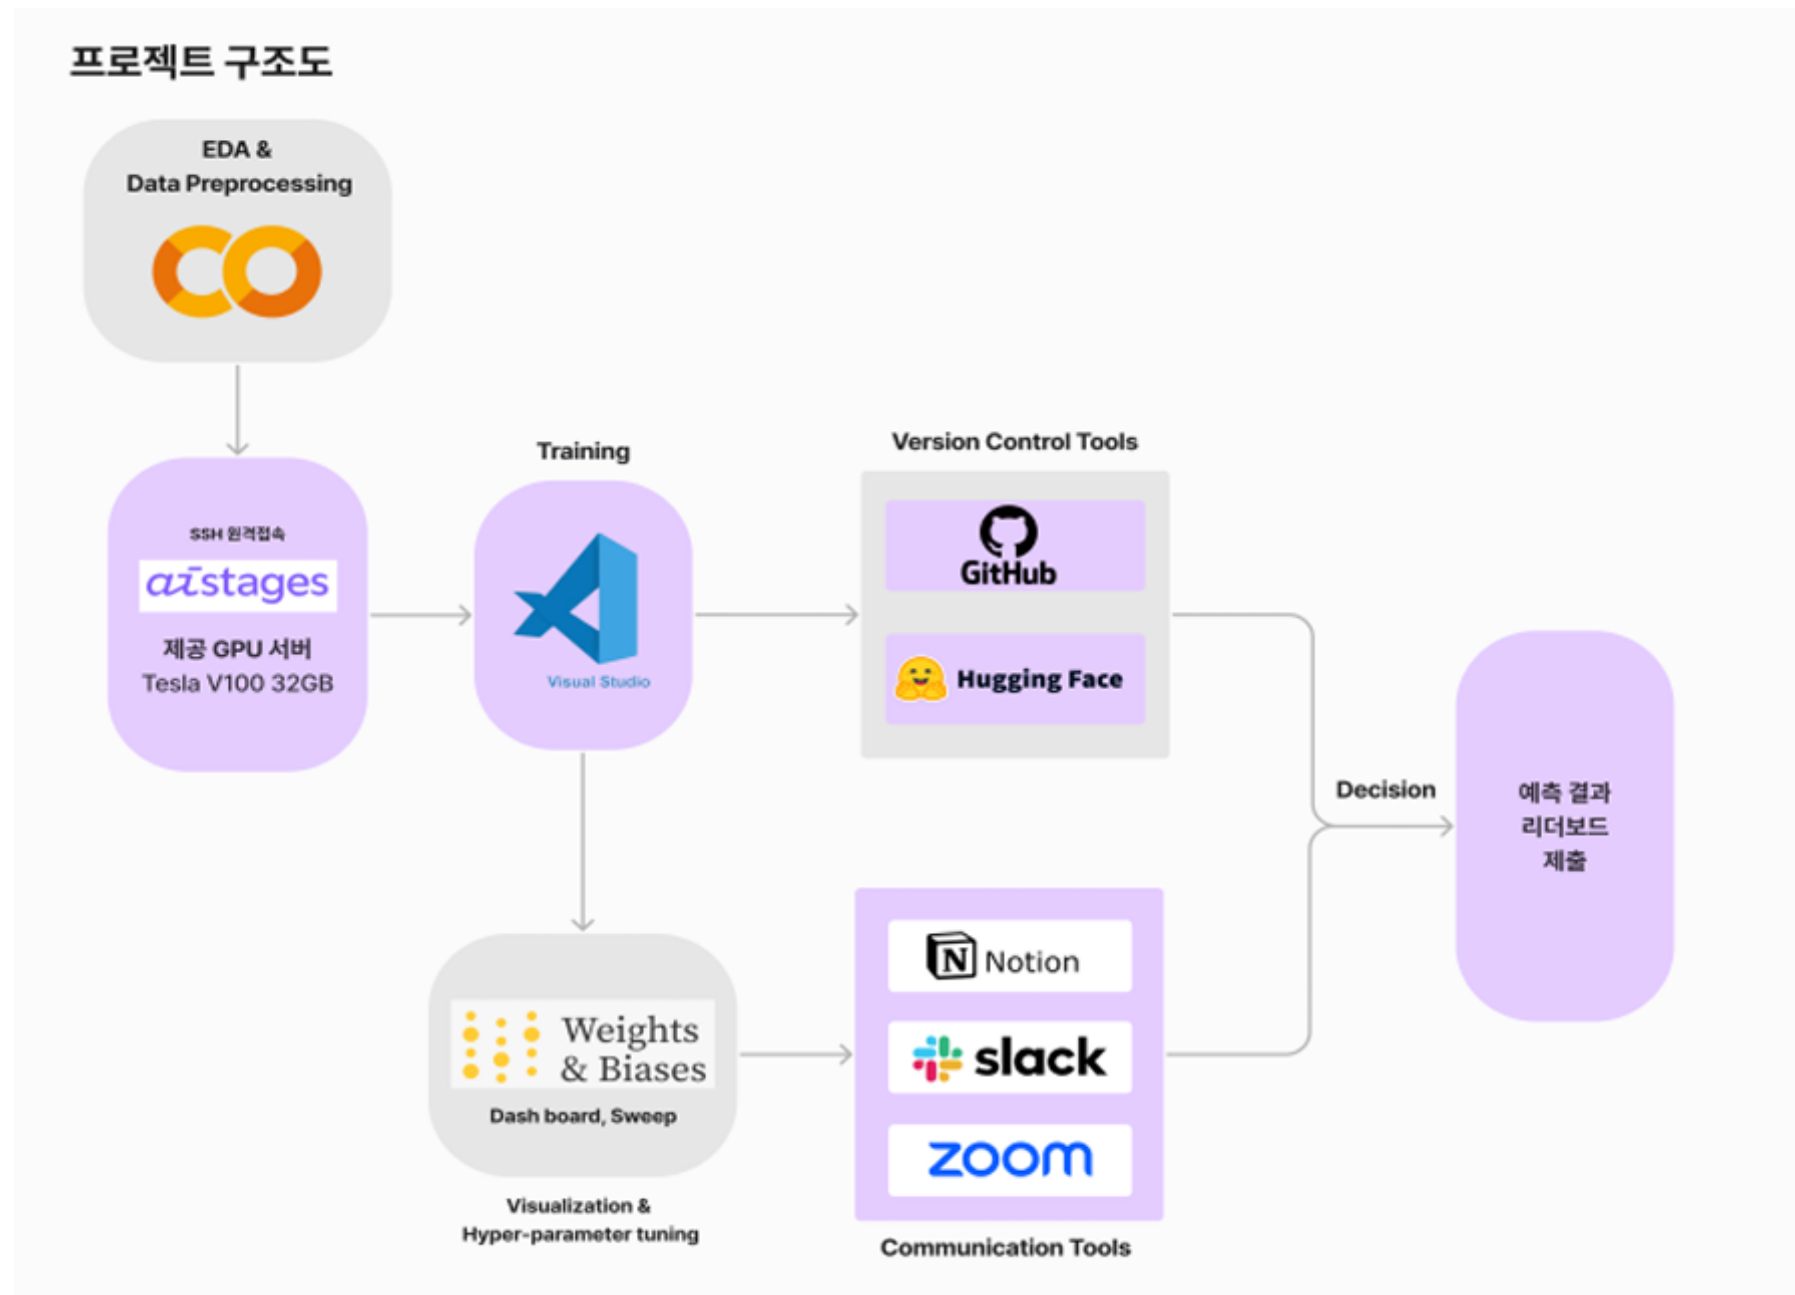 프로젝트 구조도
EDA &
Data Preprocessing
SSH 원격접속
aistages
제공 GPU 서버
Tesla V100 32GB
Training
Visual Studio
Version Control Tools
GitHub
Hugging Face
Weights
& Biases
Dash board, Sweep
Visualization &
Hyper-parameter tuning
Notion
slack
zoom
Communication Tools
Decision
예측 결과
리더보드
제출